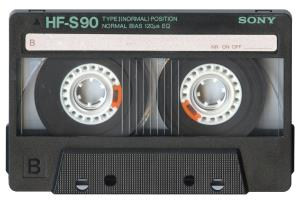 HF-S90 TYPE I (NORMAL) POSITION SONY
NORMAL BIAS 120µs EQ
B NR ON OFF
B